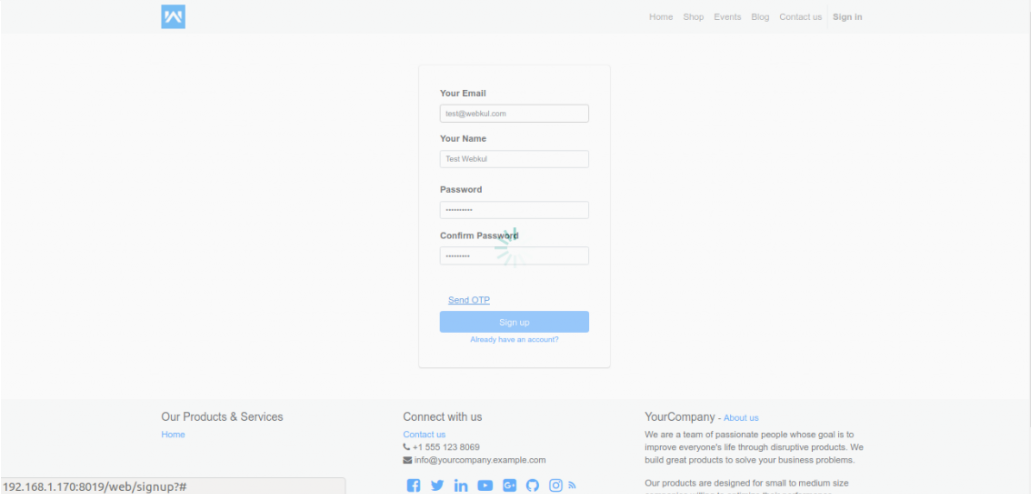 Home Shop Events Blog Contact us Sign in
Your Email
test@webkul.com
Your Name
Test Webkul
Password
••••••••••
Confirm Password
•••••••••
Send OTP
Sign up
Already have an account?
Our Products & Services
Home
Connect with us
Contact us
+1 555 123 8069
info@yourcompany.example.com
YourCompany - About us
We are a team of passionate people whose goal is to
improve everyone's life through disruptive products. We
build great products to solve your business problems.
Our products are designed for small to medium size
192.168.1.170:8019/web/signup?#